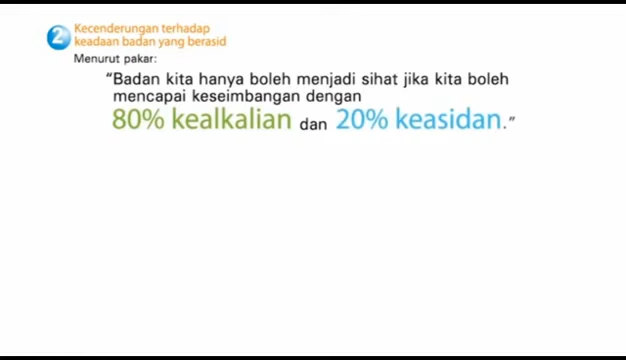 2 Kecenderungan terhadap
keadaan badan yang berasid
Menurut pakar:
“Badan kita hanya boleh menjadi sihat jika kita boleh
mencapai keseimbangan dengan
80% kealkalian dan 20% keasidan.”